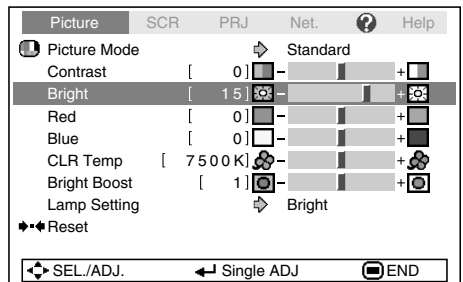 Picture SCR PRJ Net. ? Help
Picture Mode Standard
Contrast [ 0] - +
Bright [ 15] - +
Red [ 0] - +
Blue [ 0] - +
CLR Temp [ 7500K] - +
Bright Boost [ 1] - +
Lamp Setting Bright
Reset
SEL./ADJ. Single ADJ END